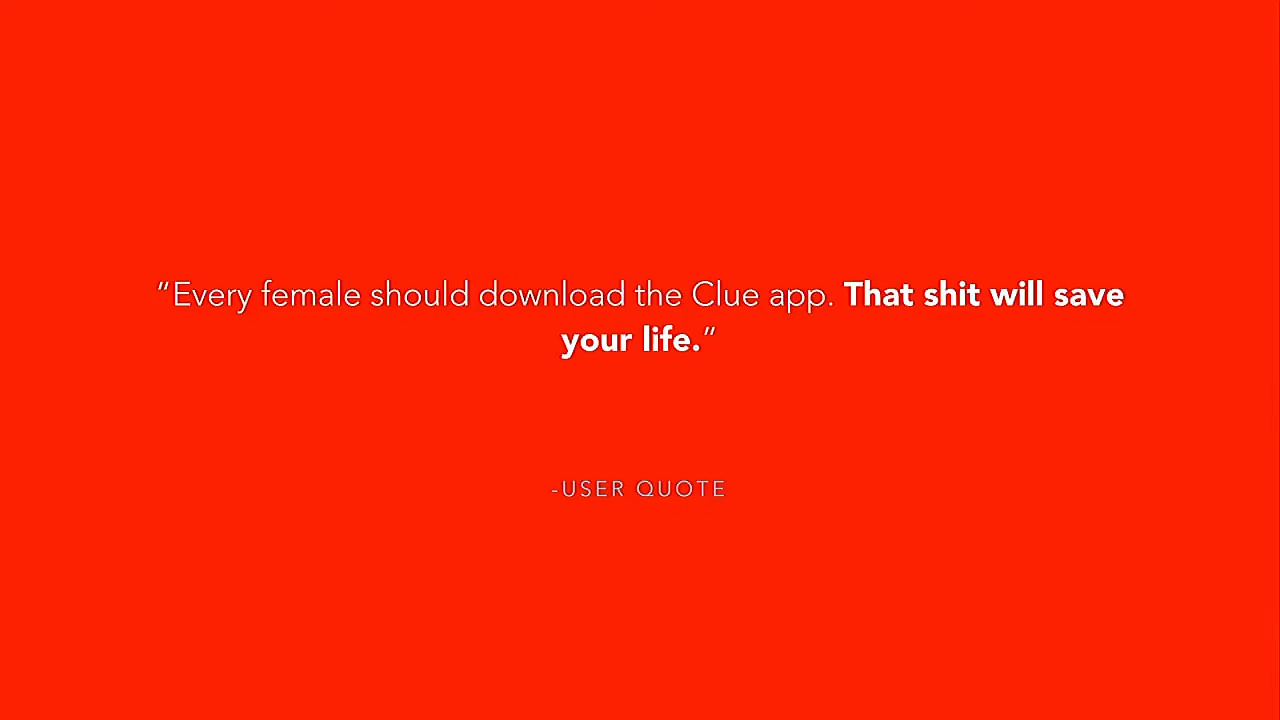 “Every female should download the Clue app. That shit will save
your life.”
-USER QUOTE